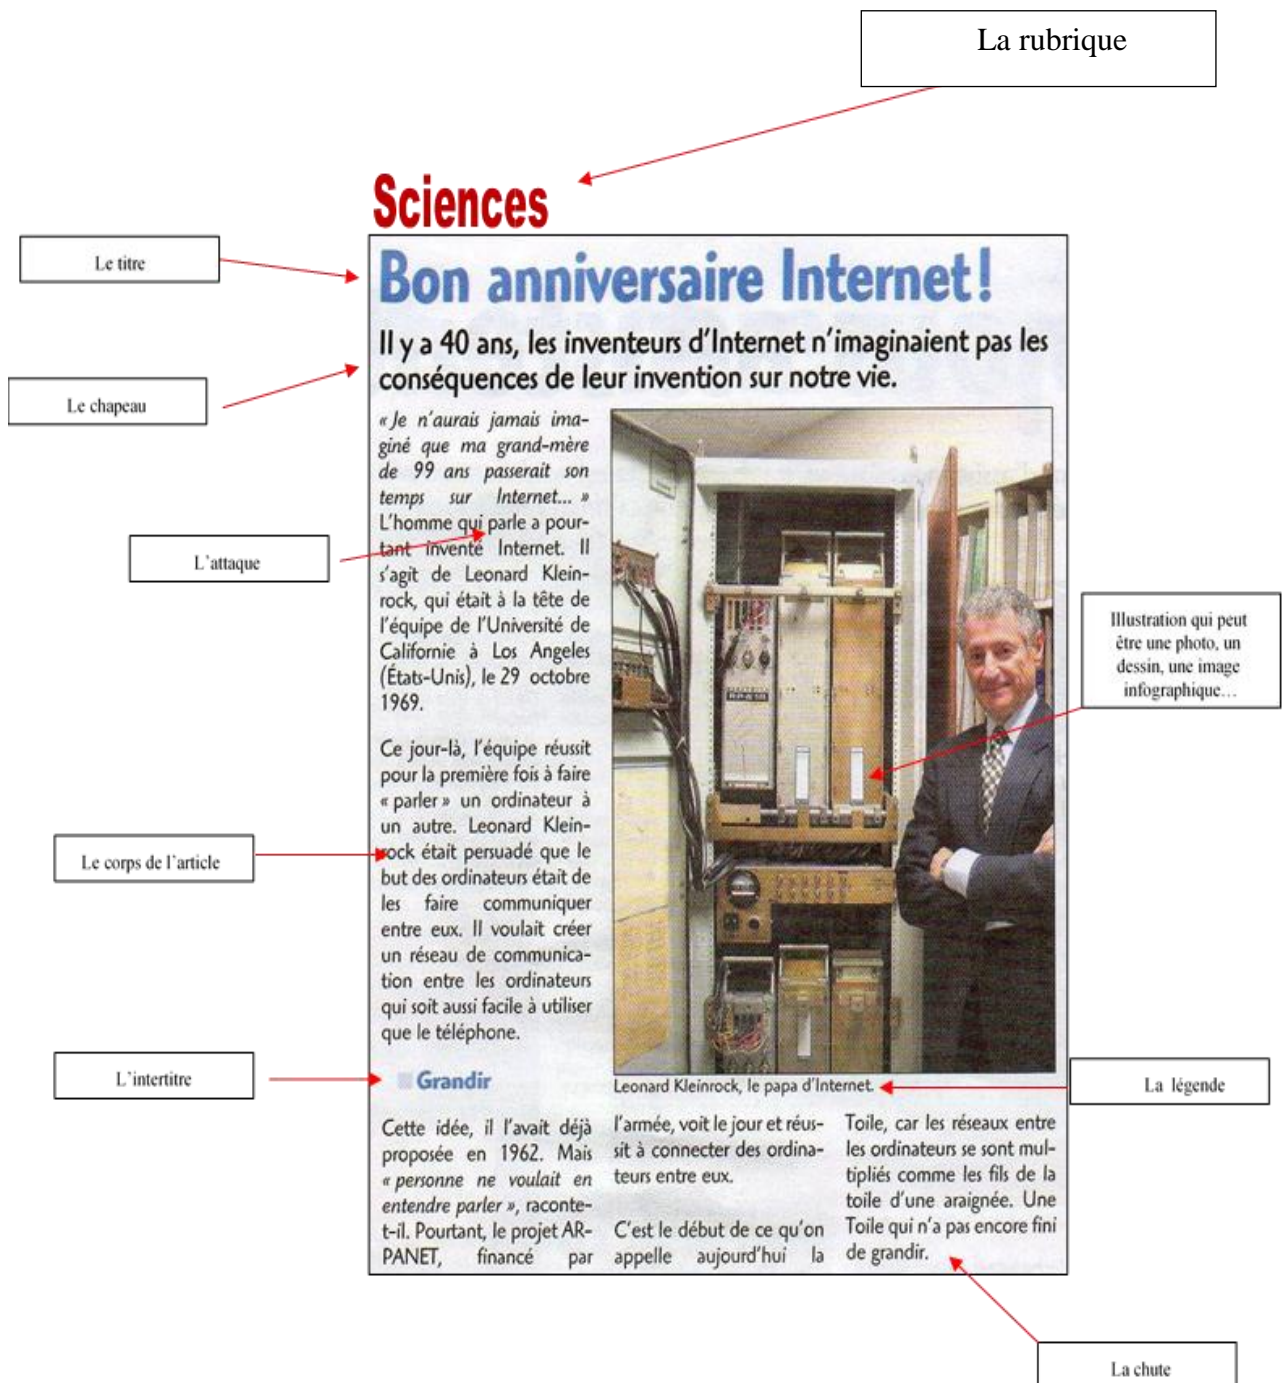 La rubrique
Sciences
Le titre
Bon anniversaire Internet!
Il y a 40 ans, les inventeurs d'Internet n'imaginaient pas les
conséquences de leur invention sur notre vie.
Le chapeau
« Je n'aurais jamais ima-
giné que ma grand-mère
de 99 ans passerait son
temps sur Internet... »
L'homme qui parle a pour-
tant inventé Internet. Il
s'agit de Leonard Klein-
rock, qui était à la tête de
l'équipe de l'Université de
Californie à Los Angeles
(États-Unis), le 29 octobre
1969.
L'attaque
Illustration qui peut
être une photo, un
dessin, une image
infographique…
Ce jour-là, l'équipe réussit
pour la première fois à faire
« parler » un ordinateur à
un autre. Leonard Klein-
rock était persuadé que le
but des ordinateurs était de
les faire communiquer
entre eux. Il voulait créer
un réseau de communica-
tion entre les ordinateurs
qui soit aussi facile à utiliser
que le téléphone.
Le corps de l'article
L'intertitre
Grandir
Leonard Kleinrock, le papa d'Internet.
La légende
Cette idée, il l'avait déjà
proposée en 1962. Mais
« personne ne voulait en
entendre parler », raconte-
t-il. Pourtant, le projet AR-
PANET, financé par
l'armée, voit le jour et réus-
sit à connecter des ordina-
teurs entre eux.
C'est le début de ce qu'on
appelle aujourd'hui la
Toile, car les réseaux entre
les ordinateurs se sont mul-
tipliés comme les fils de la
toile d'une araignée. Une
Toile qui n'a pas encore fini
de grandir.
La chute